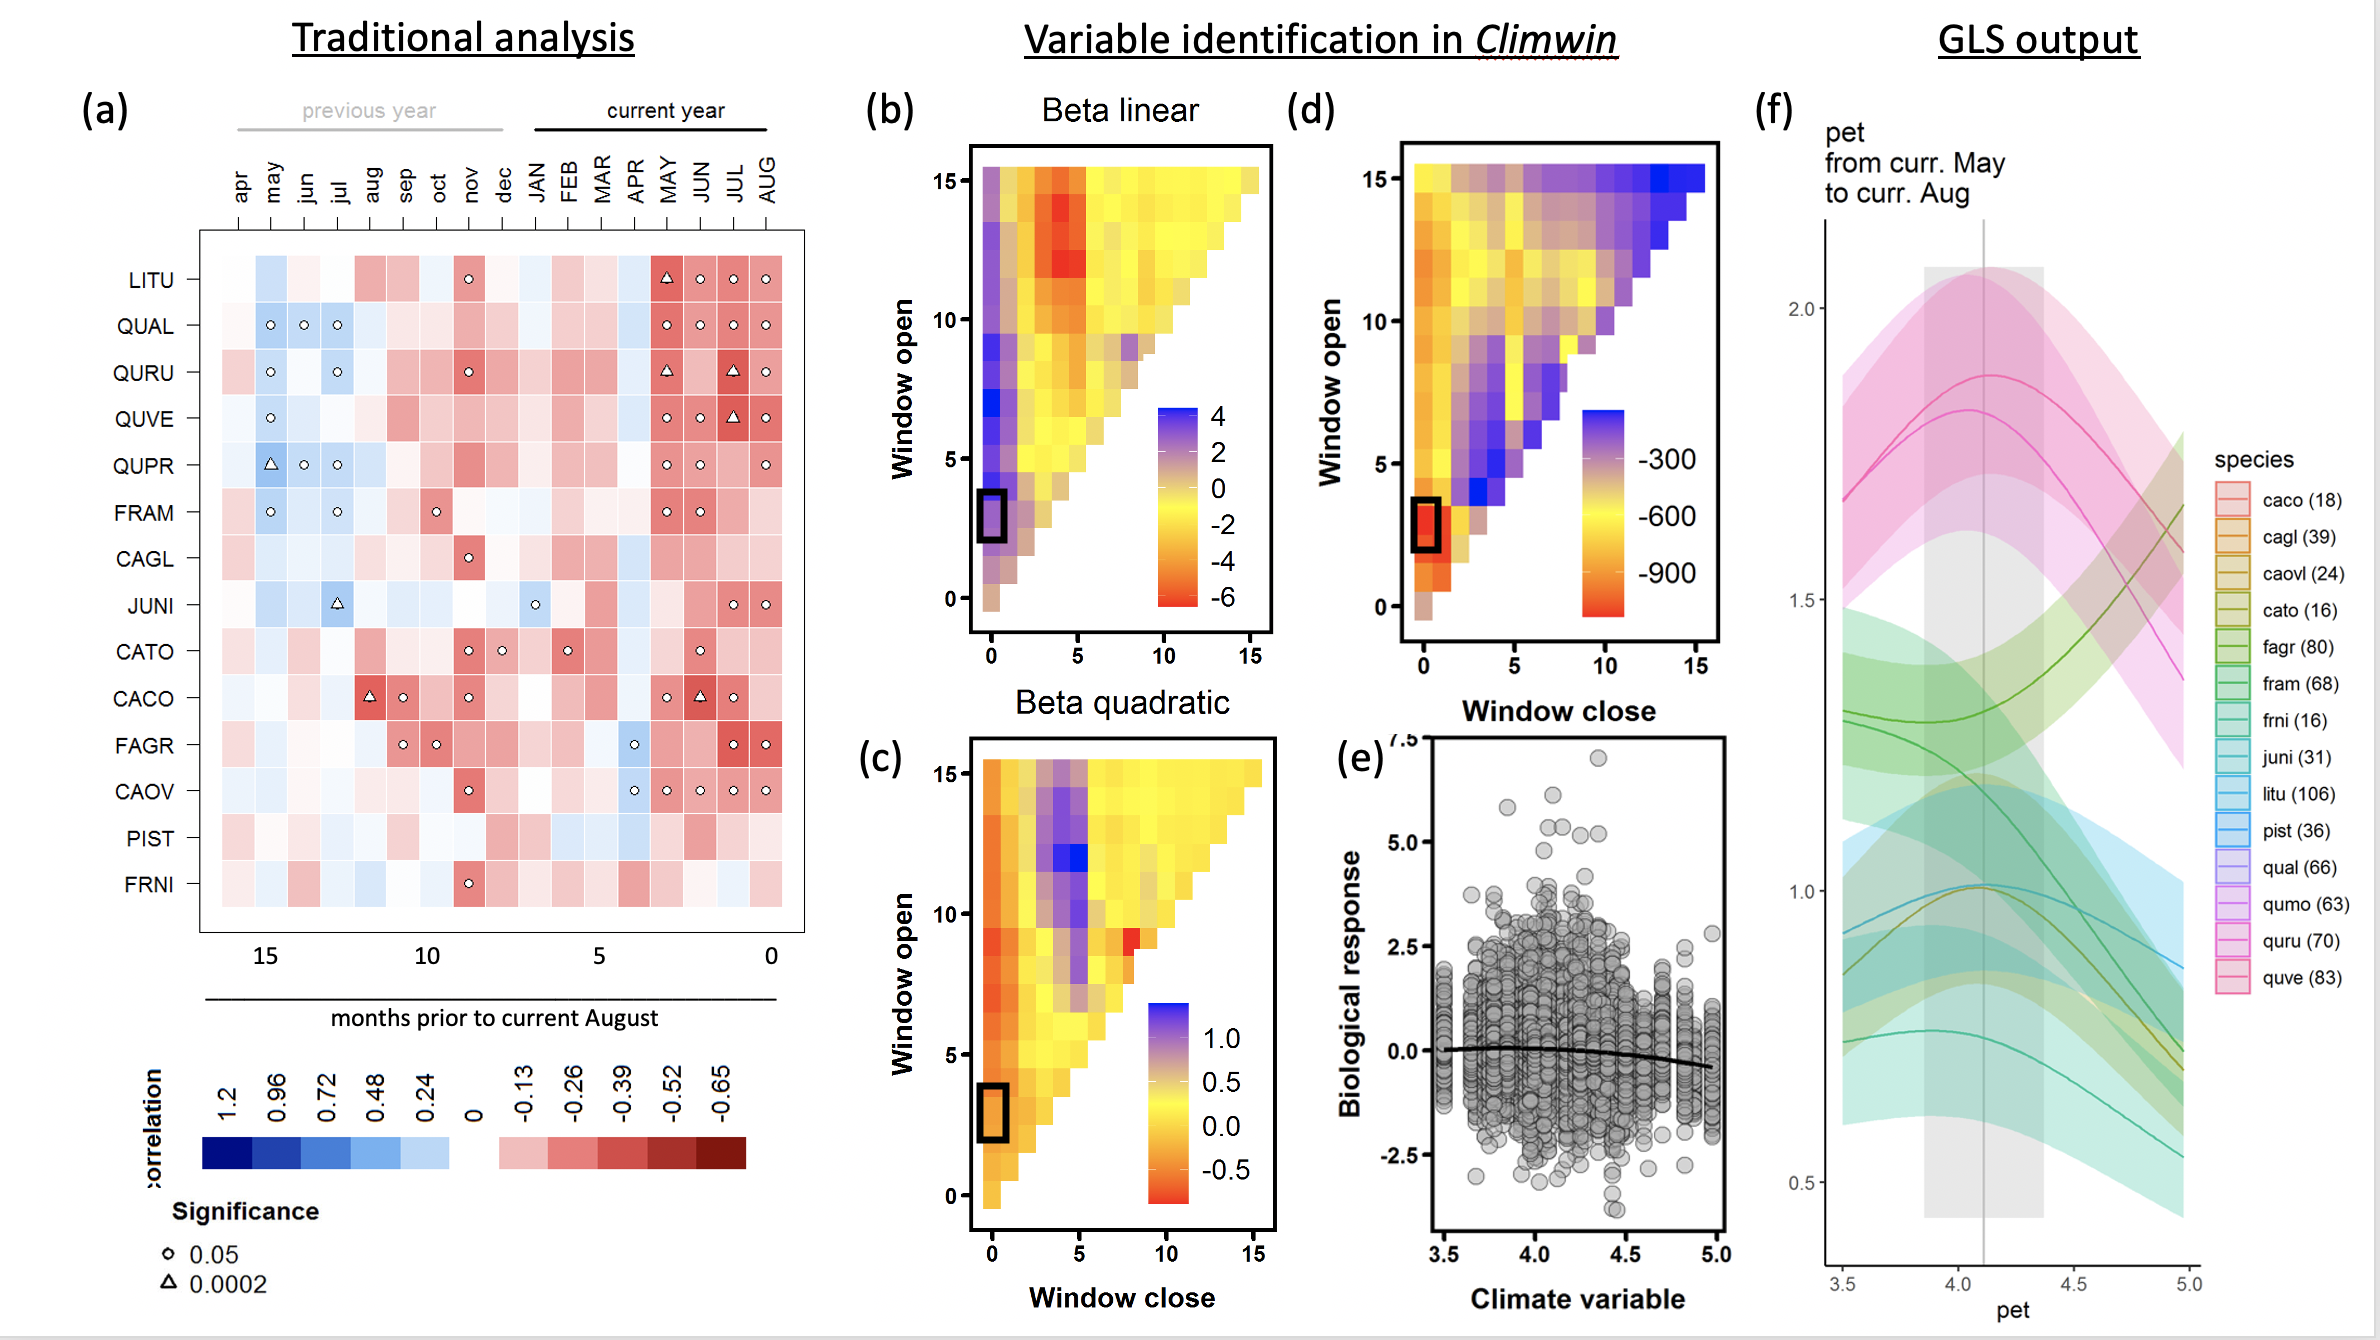 Traditional analysis
Variable identification in Climwin
GLS output
(a)
previous year
current year
apr may jun jul aug sep oct nov dec JAN FEB MAR APR MAY JUN JUL AUG
LITU
QUAL
QURU
QUVE
QUPR
FRAM
CAGL
JUNI
CATO
CACO
FAGR
CAOV
PIST
FRNI
15 10 5 0
months prior to current August
orrelation
1.2 0.96 0.72 0.48 0.24 0 -0.13 -0.26 -0.39 -0.52 -0.65
Significance
0.05
0.0002
(b)
Beta linear
Window open
15
10
5
0
4
2
0
-2
-4
-6
0 5 10 15
(c)
Beta quadratic
Window open
15
10
5
0
1.0
0.5
0.0
-0.5
0 5 10 15
Window close
(d)
Window open
15
10
5
0
-300
-600
-900
0 5 10 15
Window close
(e)
Biological response
7.5
5.0
2.5
0.0
-2.5
3.5 4.0 4.5 5.0
Climate variable
(f)
pet
from curr. May
to curr. Aug
2.0
1.5
1.0
0.5
3.5 4.0 4.5 5.0
pet
species
caco (18)
cagl (39)
caovl (24)
cato (16)
fagr (80)
fram (68)
frni (16)
juni (31)
litu (106)
pist (36)
qual (66)
qumo (63)
quru (70)
quve (83)